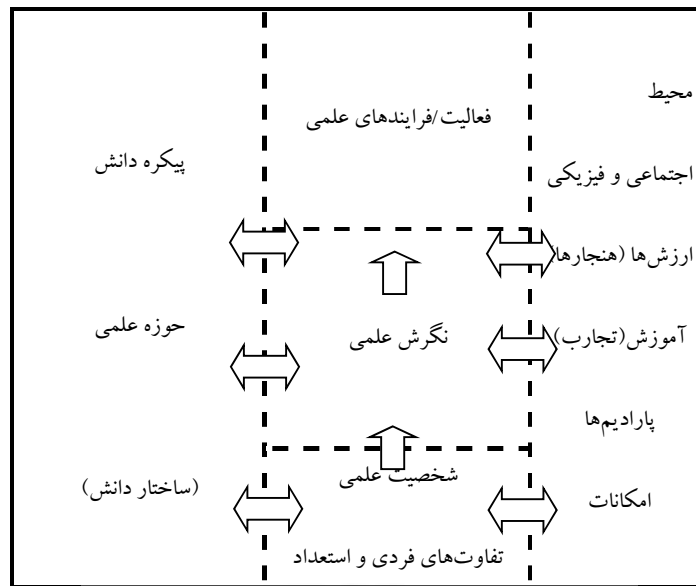 محیط
اجتماعی و فیزیکی
ارزش‌ها (هنجارها)
آموزش(تجارب)
پارادیم‌ها
امکانات
فعالیت/فرایندهای علمی
نگرش علمی
شخصیت علمی
تفاوت‌های فردی و استعداد
پیکره دانش
حوزه علمی
(ساختار دانش)